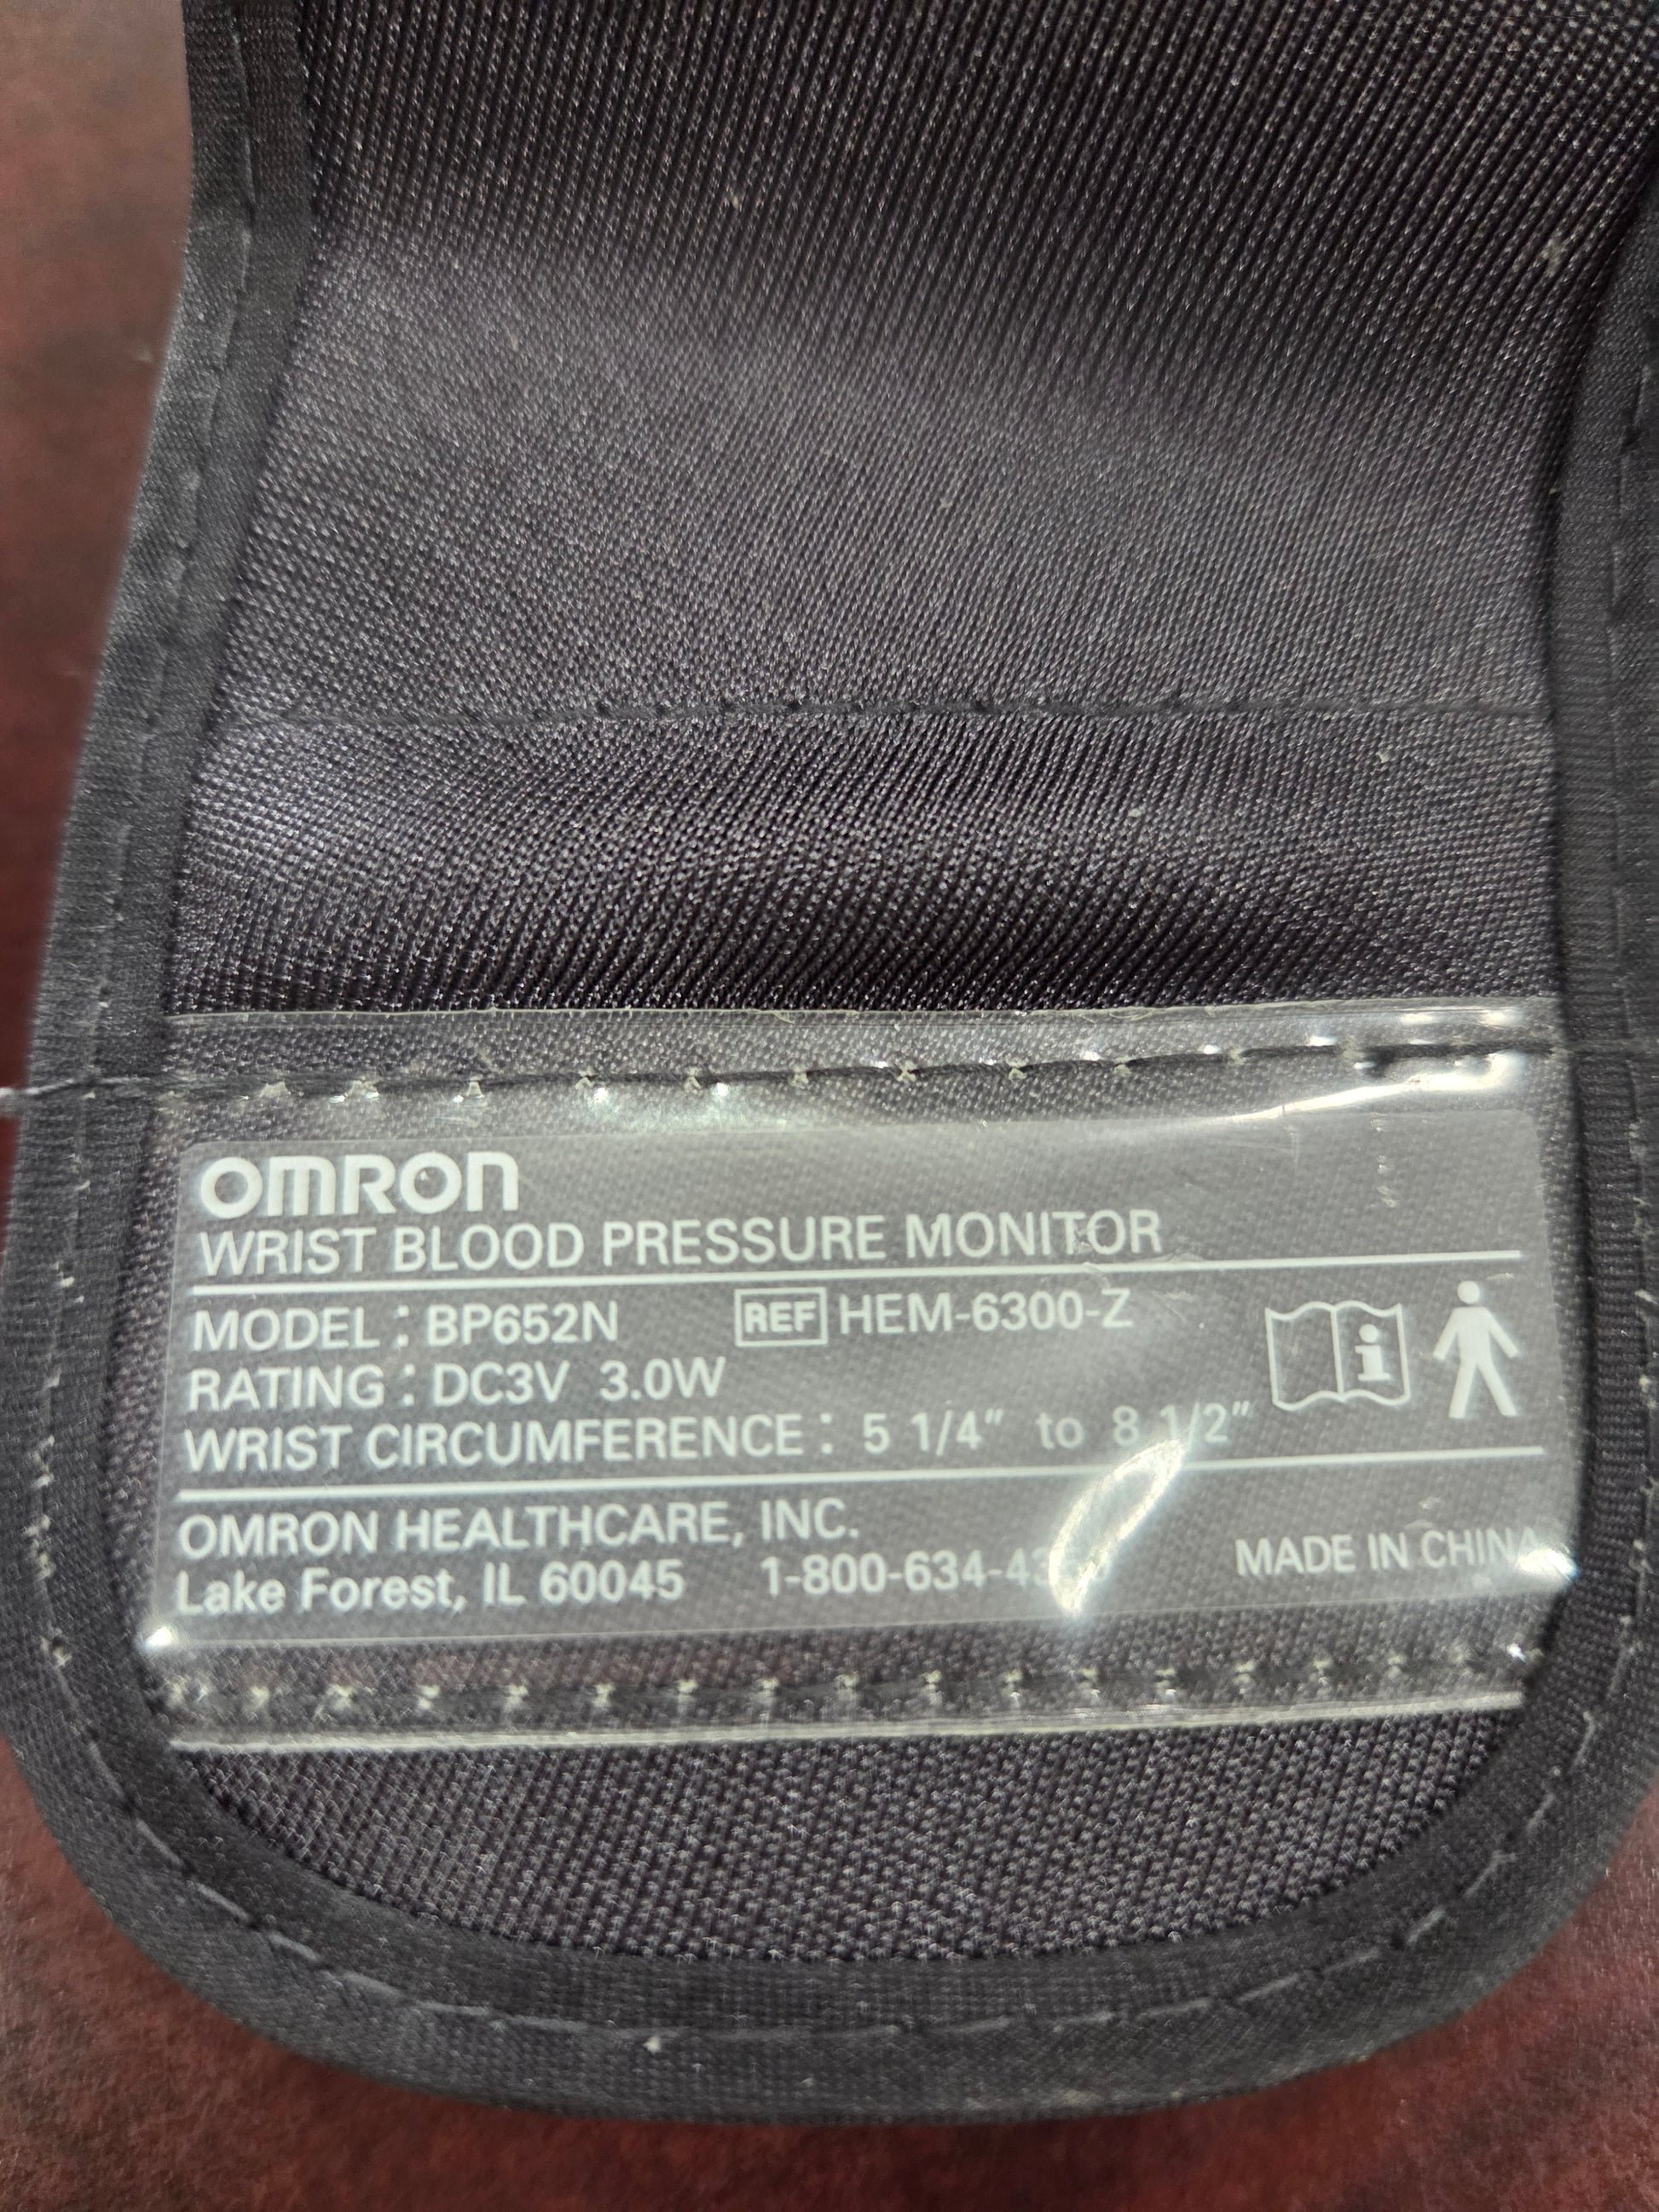 OMRON
WRIST BLOOD PRESSURE MONITOR
MODEL : BP652N REF HEM-6300-Z
RATING : DC3V 3.0W
WRIST CIRCUMFERENCE : 5 1/4" to 8 1/2"
OMRON HEALTHCARE, INC.
Lake Forest, IL 60045 MADE IN CHINA